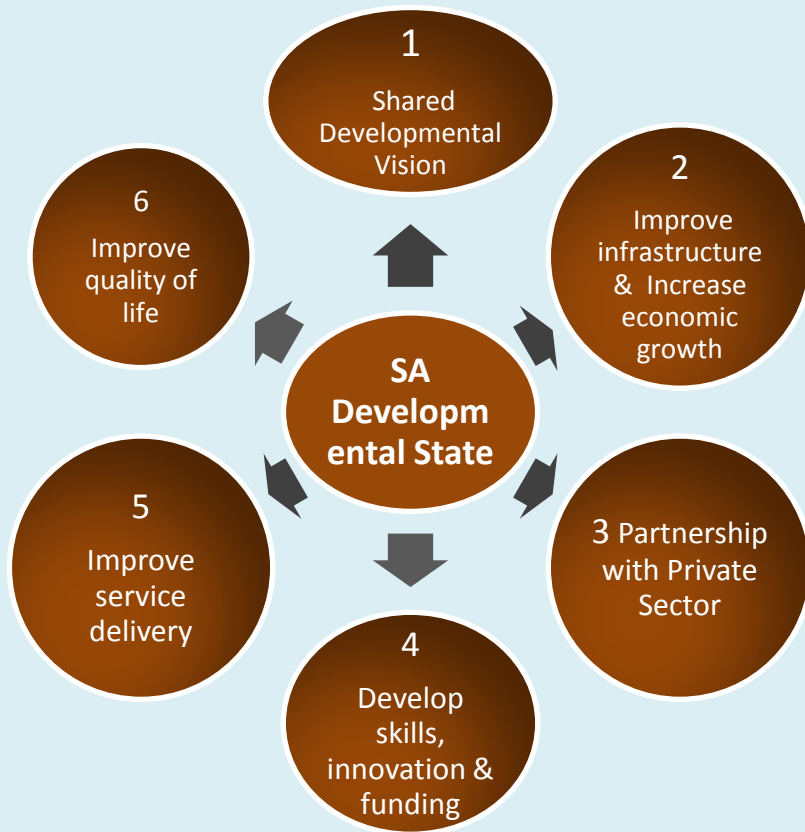 1
Shared
Developmental
Vision
2
Improve
infrastructure
& Increase
economic
growth
3 Partnership
with Private
Sector
4
Develop
skills,
innovation &
funding
5
Improve
service
delivery
6
Improve
quality of
life
SA
Developm
ental State